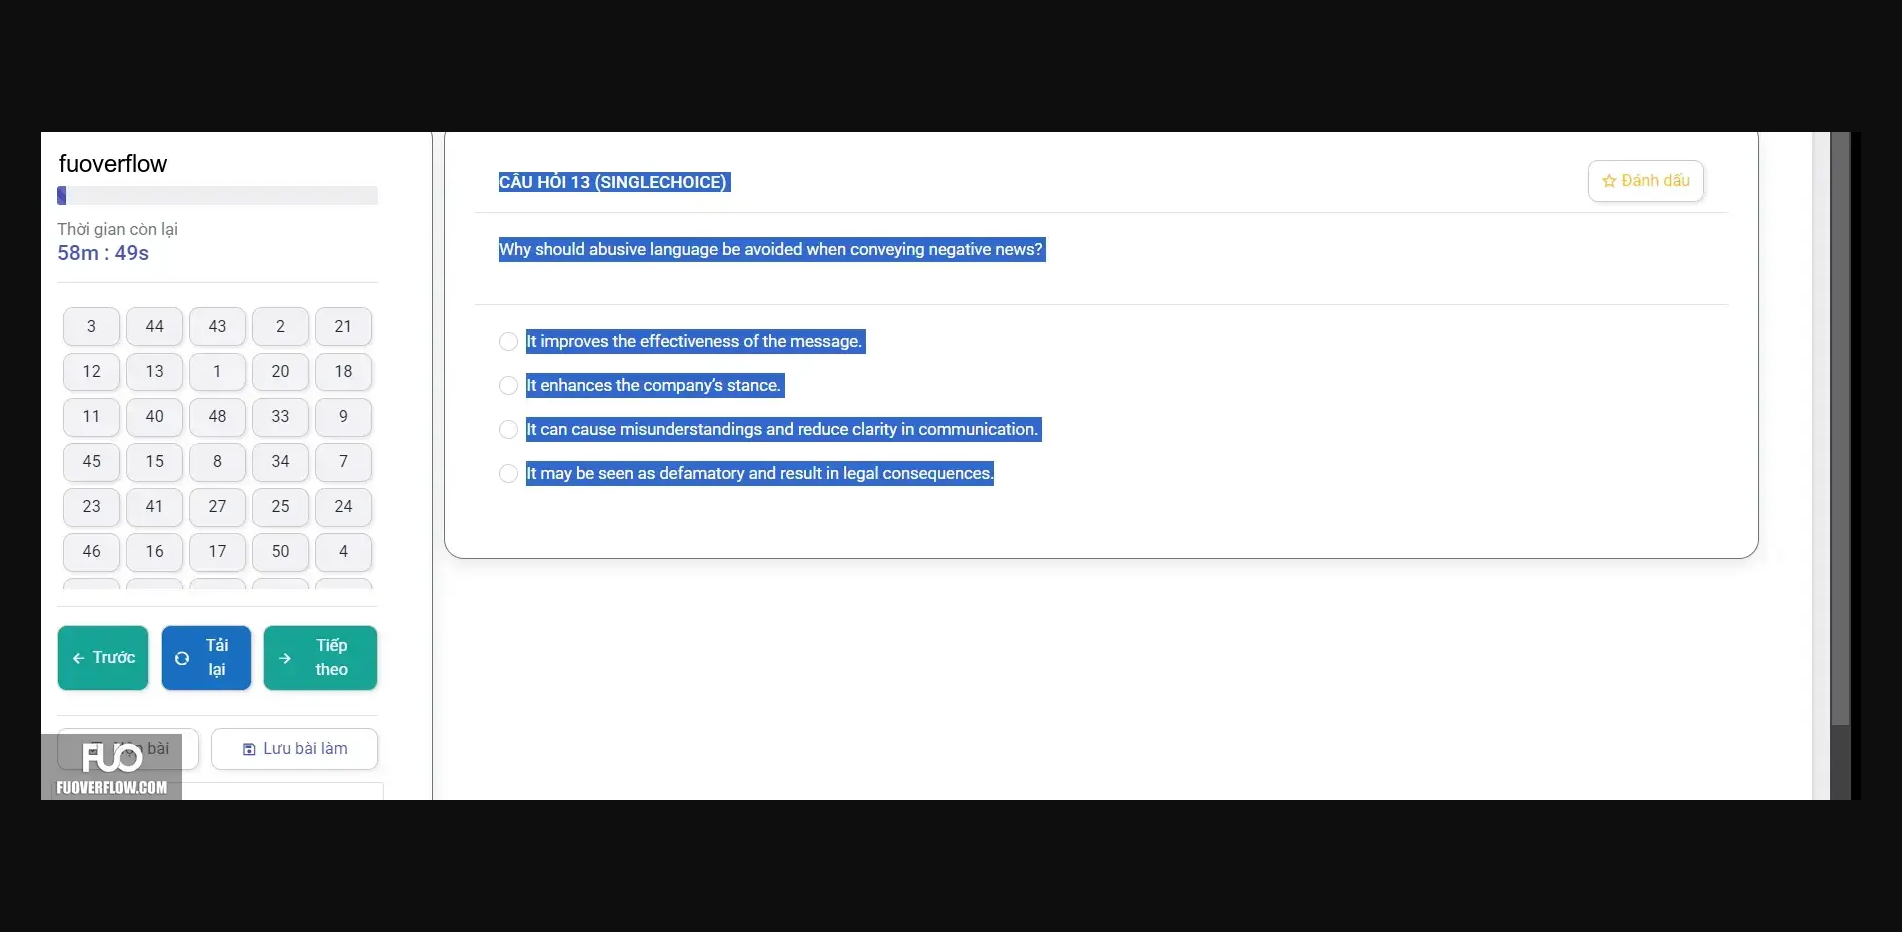 fuoverflow
Thời gian còn lại
58m : 49s
3 44 43 2 21
12 13 1 20 18
11 40 48 33 9
45 15 8 34 7
23 41 27 25 24
46 16 17 50 4
Trước
Tải lại
Tiếp theo
bài
Lưu bài làm
FUO
FUOVERFLOW.COM
CÂU HỎI 13 (SINGLECHOICE)
Đánh dấu
Why should abusive language be avoided when conveying negative news?
It improves the effectiveness of the message.
It enhances the company’s stance.
It can cause misunderstandings and reduce clarity in communication.
It may be seen as defamatory and result in legal consequences.